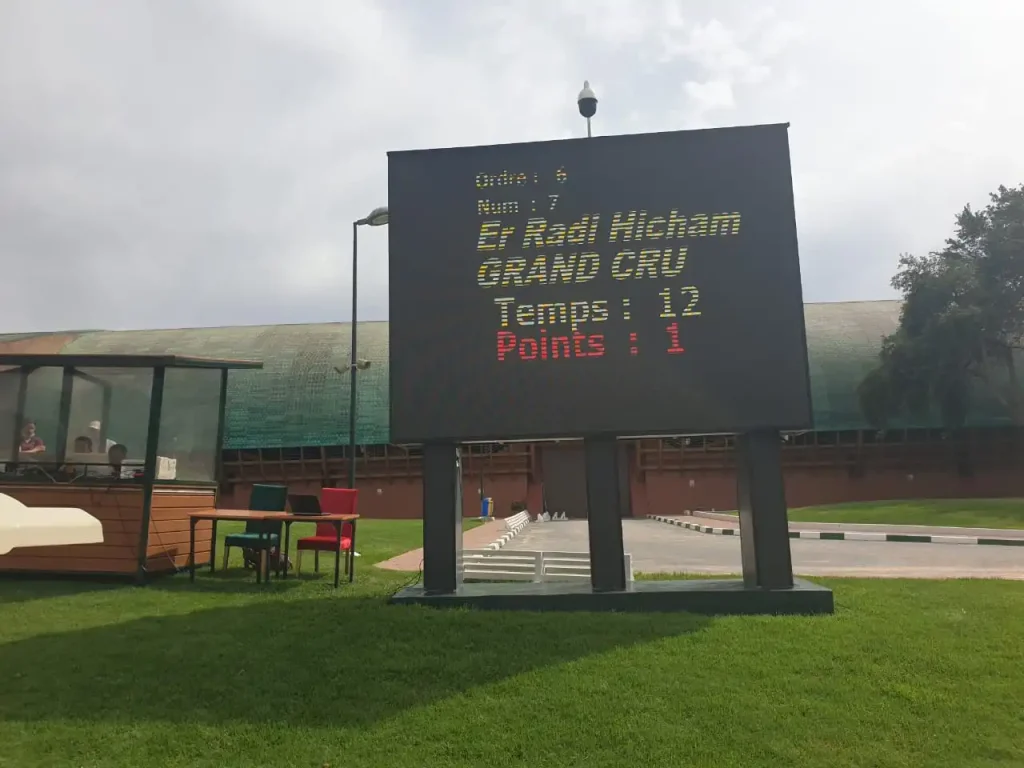 Ordre : 6
Num : 7
Er Radi Hicham
GRAND CRU
Temps : 12
Points : 1